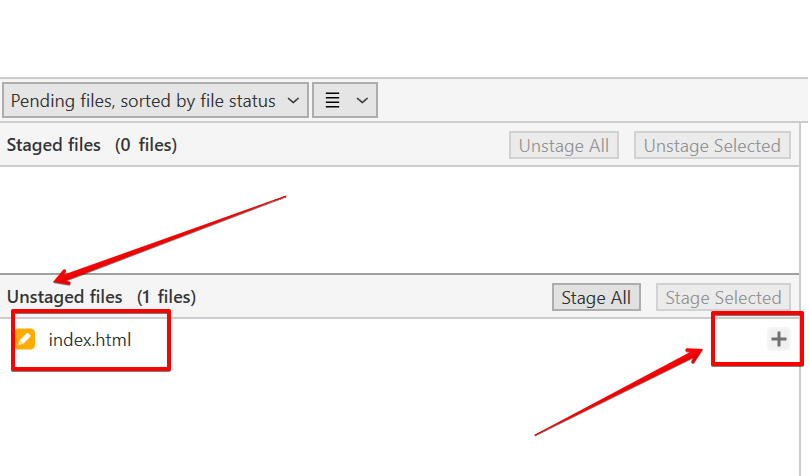 Pending files, sorted by file status
Staged files (0 files) Unstage All Unstage Selected
Unstaged files (1 files) Stage All Stage Selected
index.html